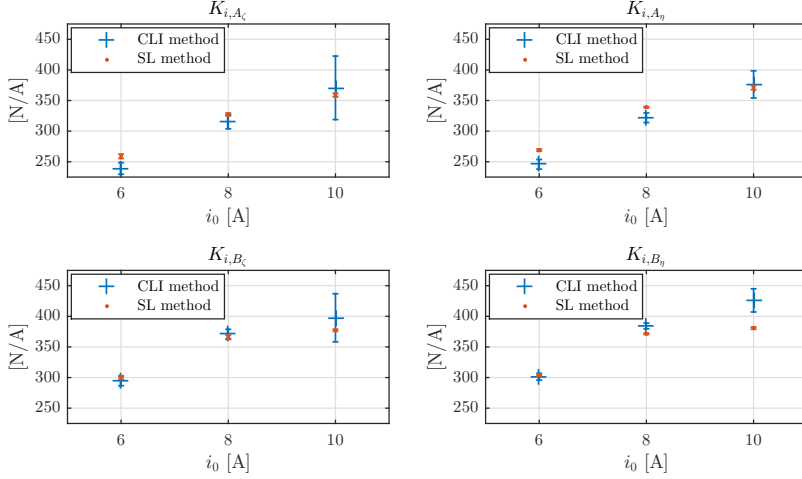 K_{i,A_ζ}
450
400
350
300
250
[N/A]
CLI method
SL method
6 8 10
i_0 [A]
K_{i,A_η}
450
400
350
300
250
[N/A]
CLI method
SL method
6 8 10
i_0 [A]
K_{i,B_ζ}
450
400
350
300
250
[N/A]
CLI method
SL method
6 8 10
i_0 [A]
K_{i,B_η}
450
400
350
300
250
[N/A]
CLI method
SL method
6 8 10
i_0 [A]